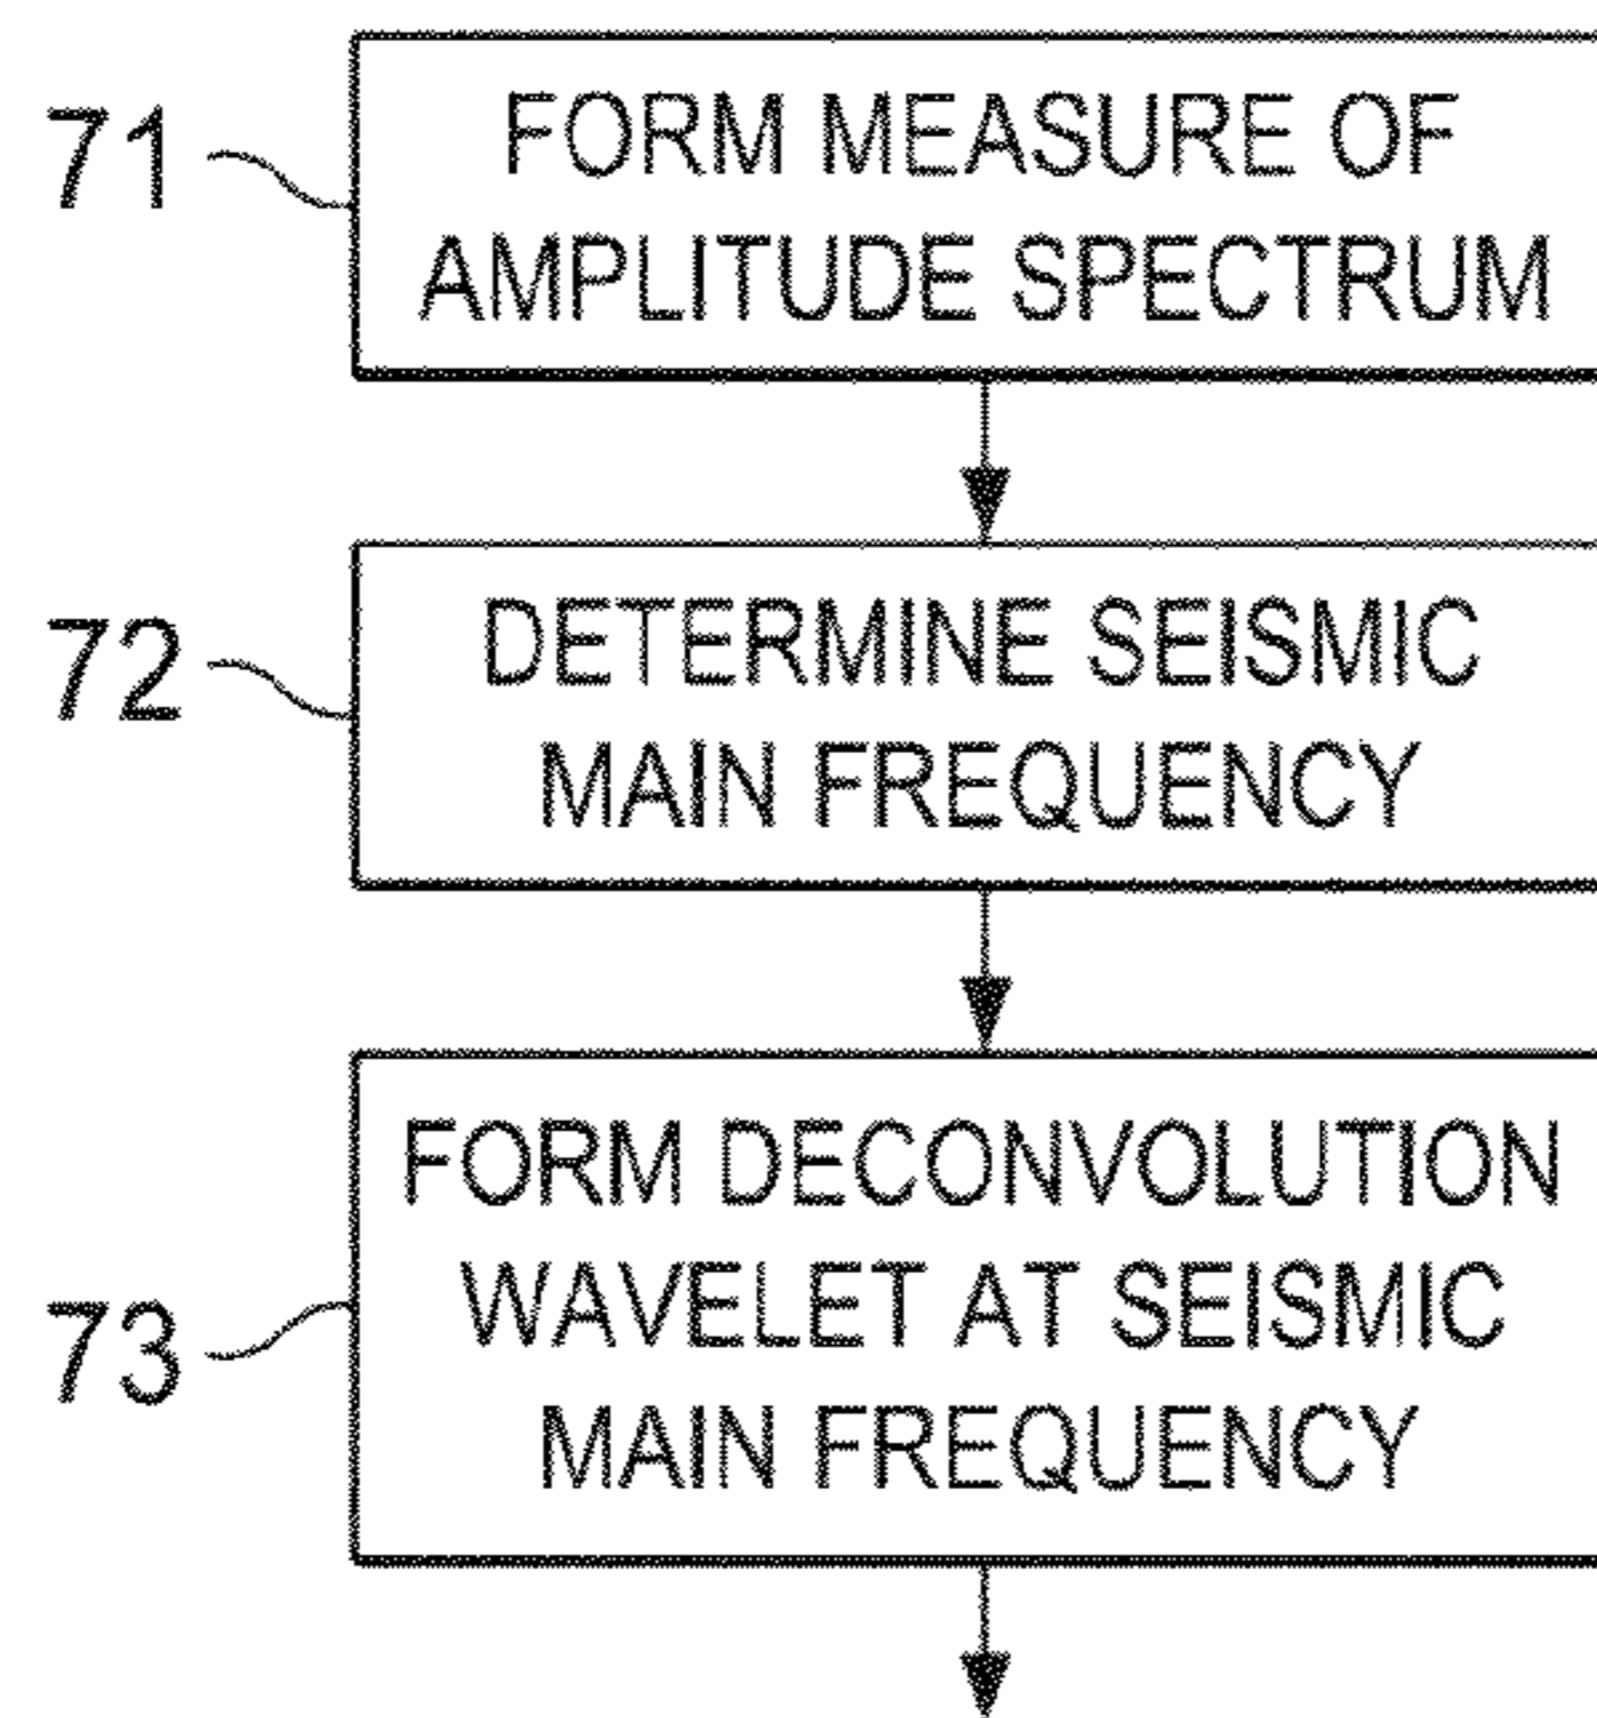 71
FORM MEASURE OF
AMPLITUDE SPECTRUM
72
DETERMINE SEISMIC
MAIN FREQUENCY
73
FORM DECONVOLUTION
WAVELET AT SEISMIC
MAIN FREQUENCY